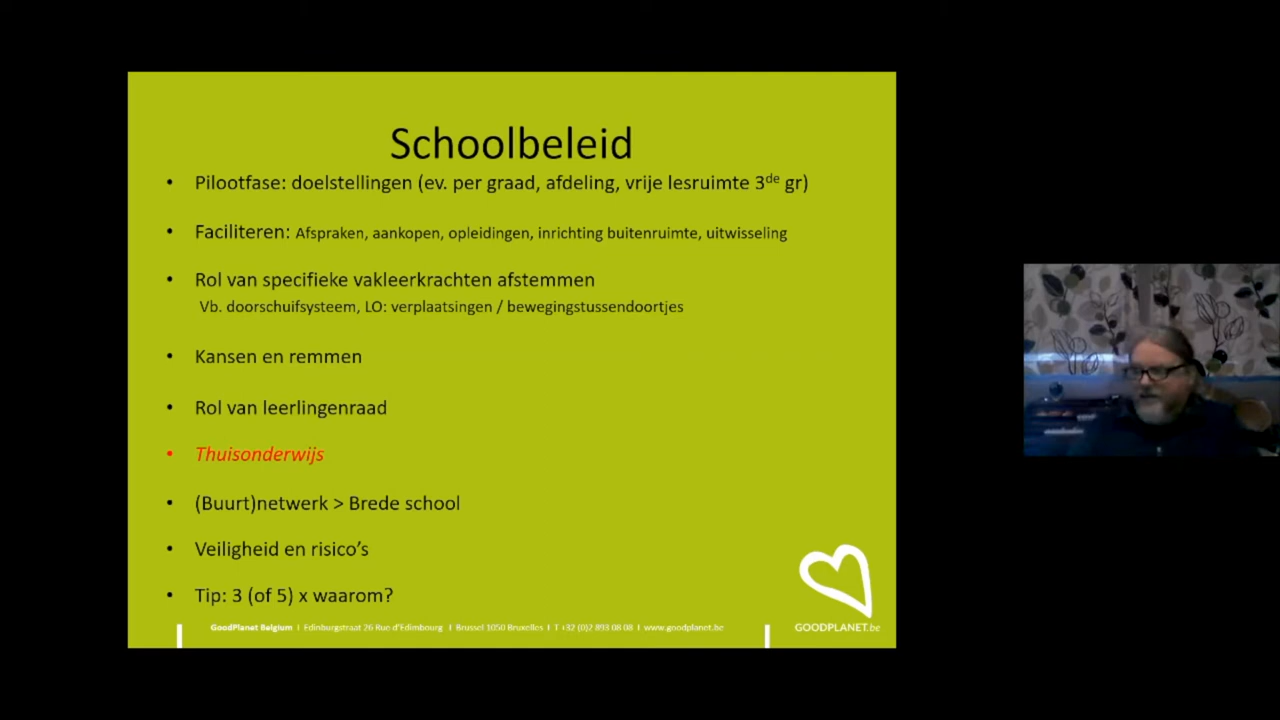 Schoolbeleid
• Pilootfase: doelstellingen (ev. per graad, afdeling, vrije lesruimte 3de gr)
• Faciliteren: Afspraken, aankopen, opleidingen, inrichting buitenruimte, uitwisseling
• Rol van specifieke vakleerkrachten afstemmen
Vb. doorschuifsysteem, LO: verplaatsingen / bewegingstussendoortjes
• Kansen en remmen
• Rol van leerlingenraad
• Thuisonderwijs
• (Buurt)netwerk > Brede school
• Veiligheid en risico's
• Tip: 3 (of 5) x waarom?
GoodPlanet Belgium I Edinburgstraat 26 Rue d'Edimbourg I Brussel 1050 Bruxelles I T +32 (0)2 893 08 08 I www.goodplanet.be
GOODPLANET.be